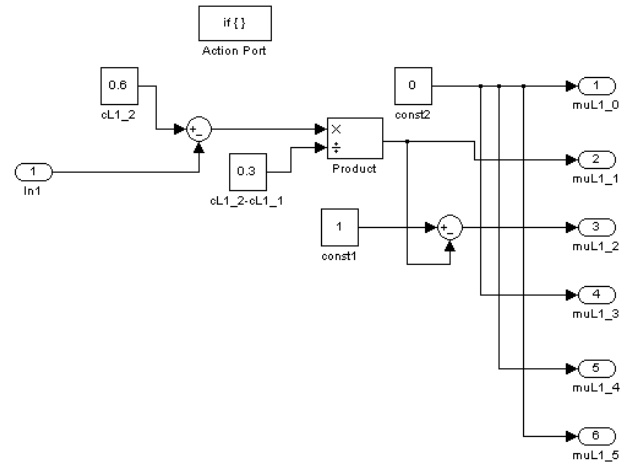 if { }
Action Port
0.6
cL1_2
0
const2
1
muL1_0
+
−
×
÷
Product
2
muL1_1
1
In1
0.3
cL1_2-cL1_1
1
const1
+
−
3
muL1_2
4
muL1_3
5
muL1_4
6
muL1_5